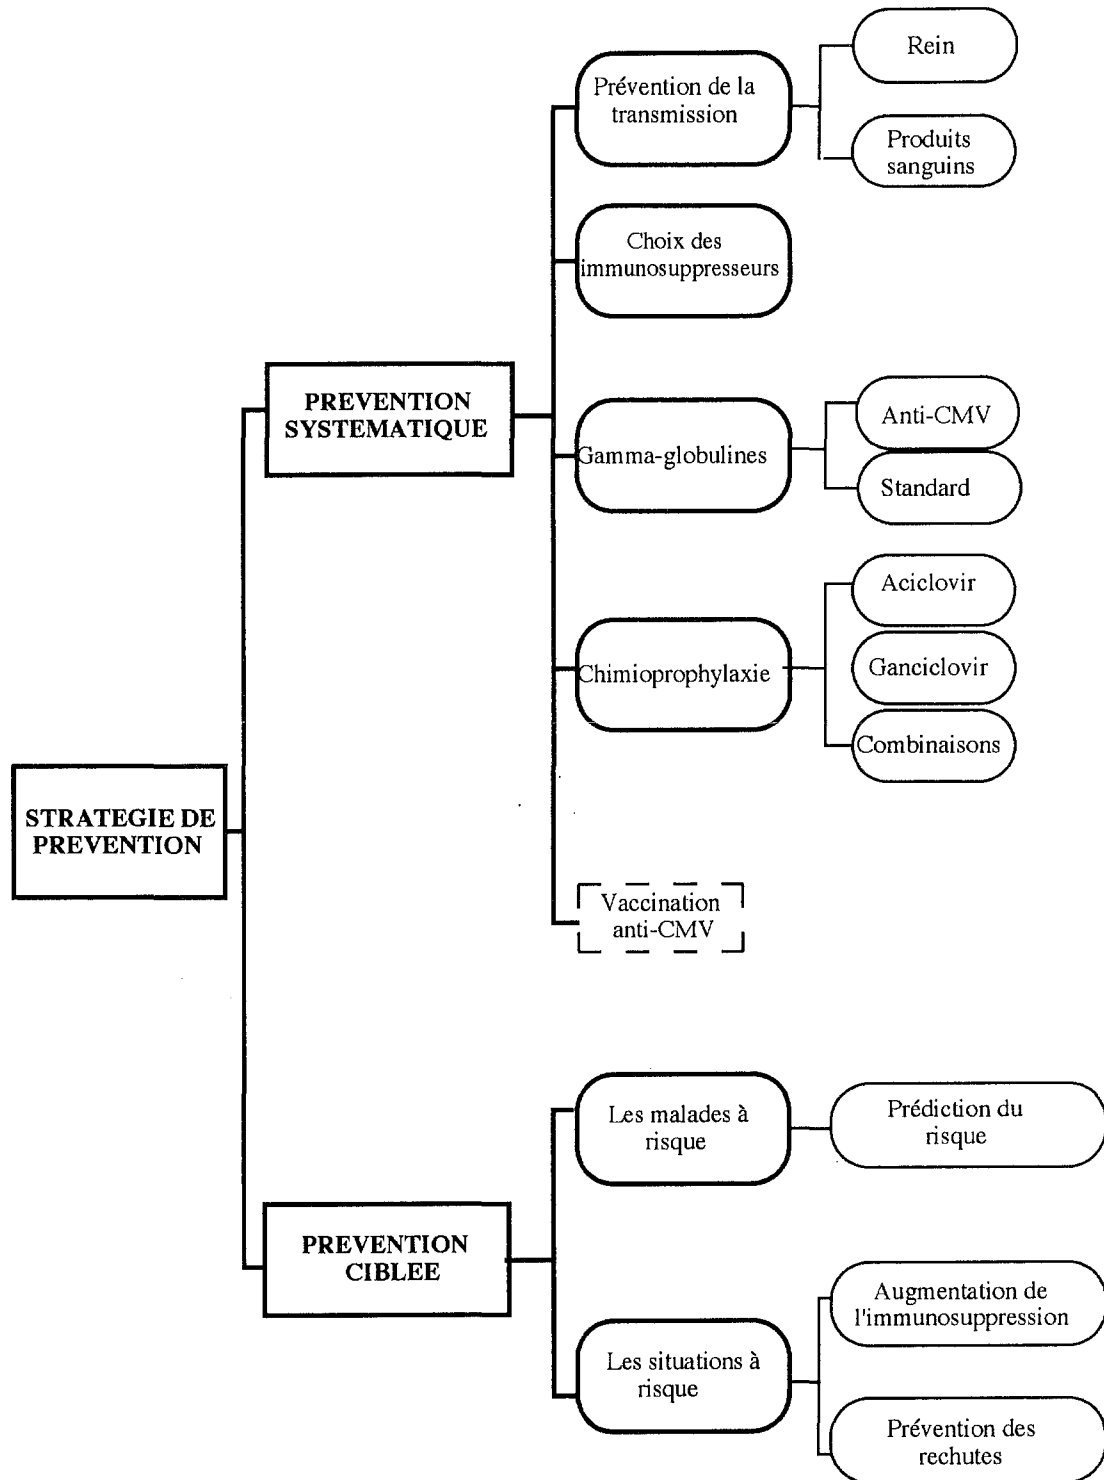 Rein
Prévention de la
transmission
Produits
sanguins
Choix des
immunosuppresseurs
PREVENTION
SYSTEMATIQUE
Anti-CMV
Gamma-globulines
Standard
Aciclovir
Chimioprophylaxie
Ganciclovir
Combinaisons
STRATEGIE DE
PREVENTION
Vaccination
anti-CMV
Les malades à
risque
Prédiction du
risque
PREVENTION
CIBLEE
Augmentation de
l'immunosuppression
Les situations à
risque
Prévention des
rechutes